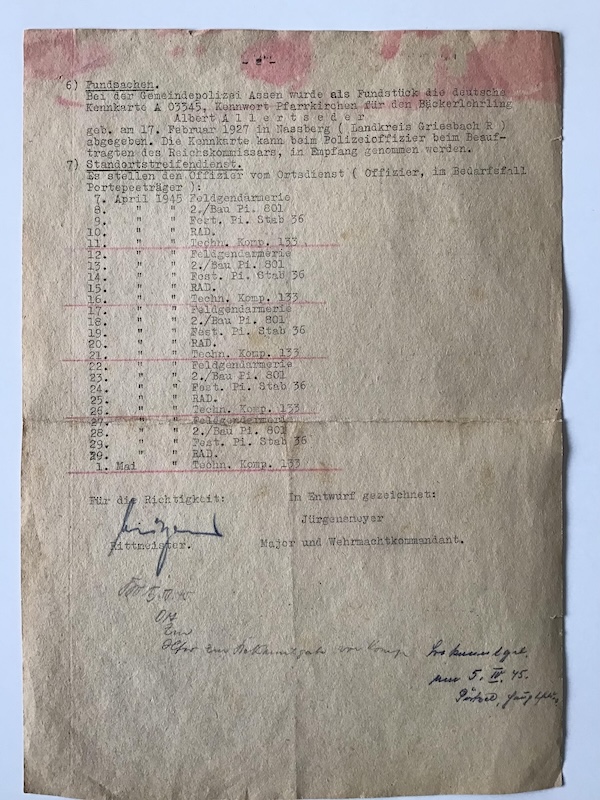 - 2 -
6) Fundsachen.
Bei der Gemeindepolizei Assen wurde als Fundstück die deutsche
Kennkarte A 03345, Kennwort Pfarrkirchen für den Bäckerlehrling
Albert A l l e r t s e d e r
geb. am 17. Februar 1927 in Nassberg ( Landkreis Griesbach R )
abgegeben. Die Kennkarte kann beim Polizeioffizier beim Beauf-
tragten des Reichskommissars, in Empfang genommen werden.
7) Standortstreifendienst.
Es stellen den Offizier vom Ortsdienst ( Offizier, im Bedarfsfall
Portepeeträger ):
7. April 1945 Feldgendarmerie
8. " " 2./Bau Pi. 801
9. " " Fest. Pi. Stab 36
10. " " RAD.
11. " " Techn. Komp. 133
12. " " Feldgendarmerie
13. " " 2./Bau Pi. 801
14. " " Fest. Pi. Stab 36
15. " " RAD.
16. " " Techn. Komp. 133
17. " " Feldgendarmerie
18. " " 2./Bau Pi. 801
19. " " Fest. Pi. Stab 36
20. " " RAD.
21. " " Techn. Komp. 133
22. " " Feldgendarmerie
23. " " 2./Bau Pi. 801
24. " " Fest. Pi. Stab 36
25. " " RAD.
26. " " Techn. Komp. 133
27. " " Feldgendarmerie
28. " " 2./Bau Pi. 801
29. " " Fest. Pi. Stab 36
29. " " RAD.
1. Mai " Techn. Komp. 133
Für die Richtigkeit: In Entwurf gezeichnet:
Jürgensmeyer
Rittmeister. Major und Wehrmachtkommandant.
zur Bekanntgabe vor Komp
5. IV. 45.